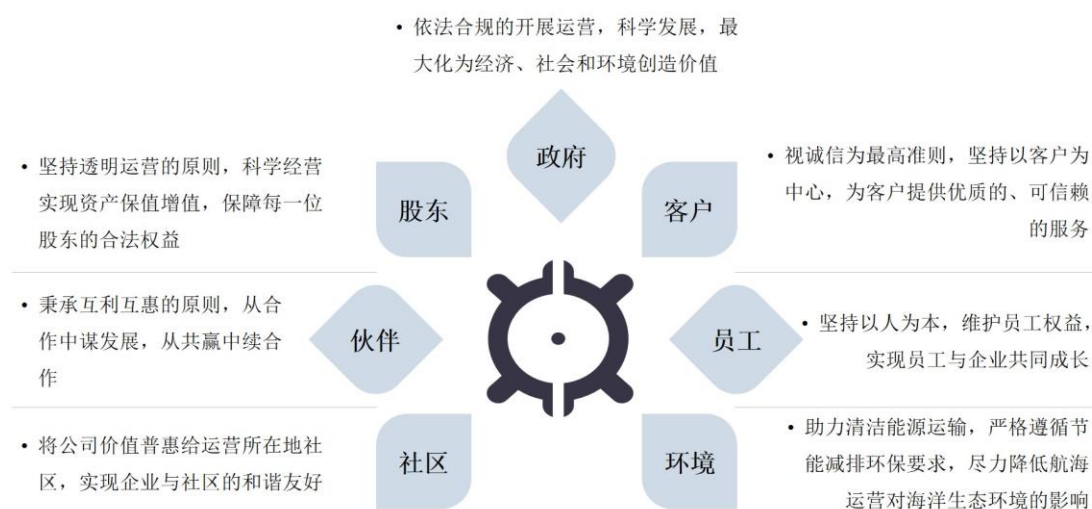 • 依法合规的开展运营，科学发展，最
大化为经济、社会和环境创造价值
政府
• 坚持透明运营的原则，科学经营
实现资产保值增值，保障每一位
股东的合法权益
股东
客户
• 视诚信为最高准则，坚持以客户为
中心，为客户提供优质的、可信赖
的服务
• 秉承互利互惠的原则，从合
作中谋发展，从共赢中续合
作
伙伴
员工
• 坚持以人为本，维护员工权益，
实现员工与企业共同成长
• 将公司价值普惠给运营所在地社
区，实现企业与社区的和谐友好
社区
环境
• 助力清洁能源运输，严格遵循节
能减排环保要求，尽力降低航海
运营对海洋生态环境的影响